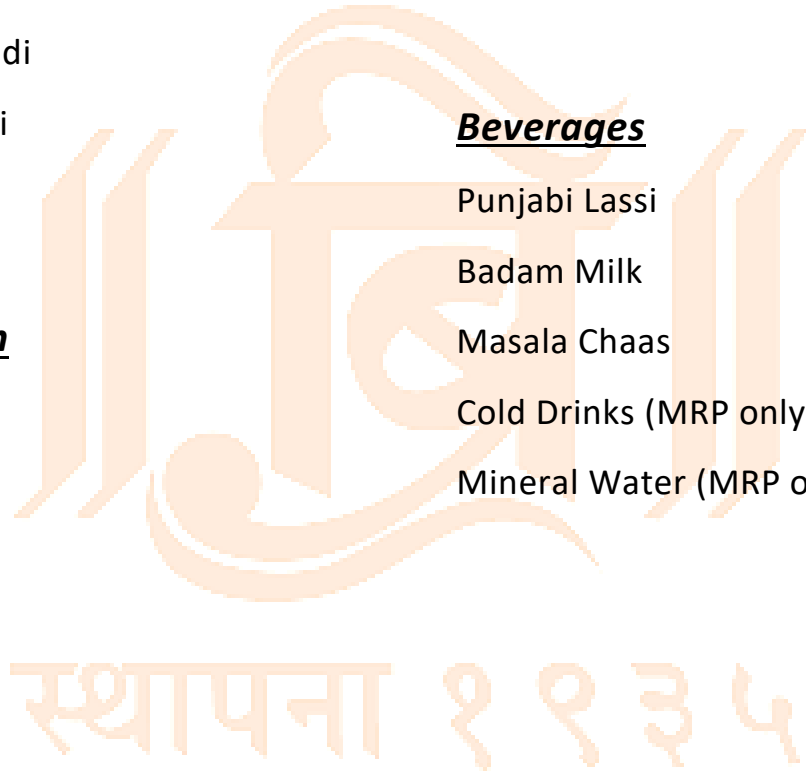 di
i
n
Beverages
Punjabi Lassi
Badam Milk
Masala Chaas
Cold Drinks (MRP only
Mineral Water (MRP o
स्थापना १९३५